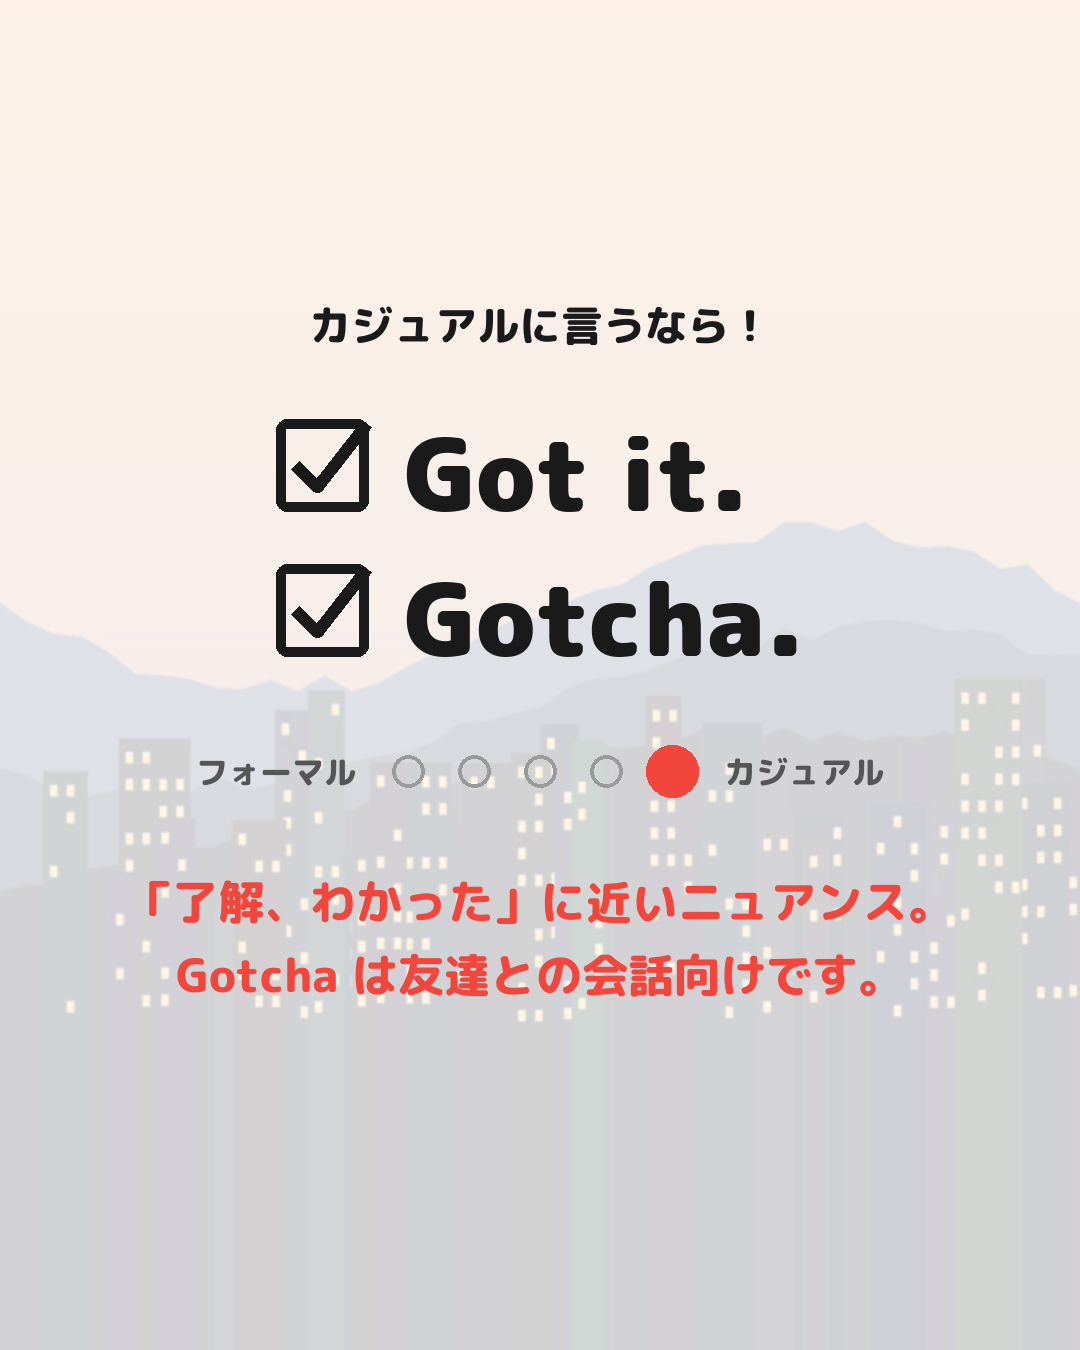 カジュアルに言うなら！
Got it.
Gotcha.
フォーマル カジュアル
「了解、わかった」に近いニュアンス。
Gotcha は友達との会話向けです。